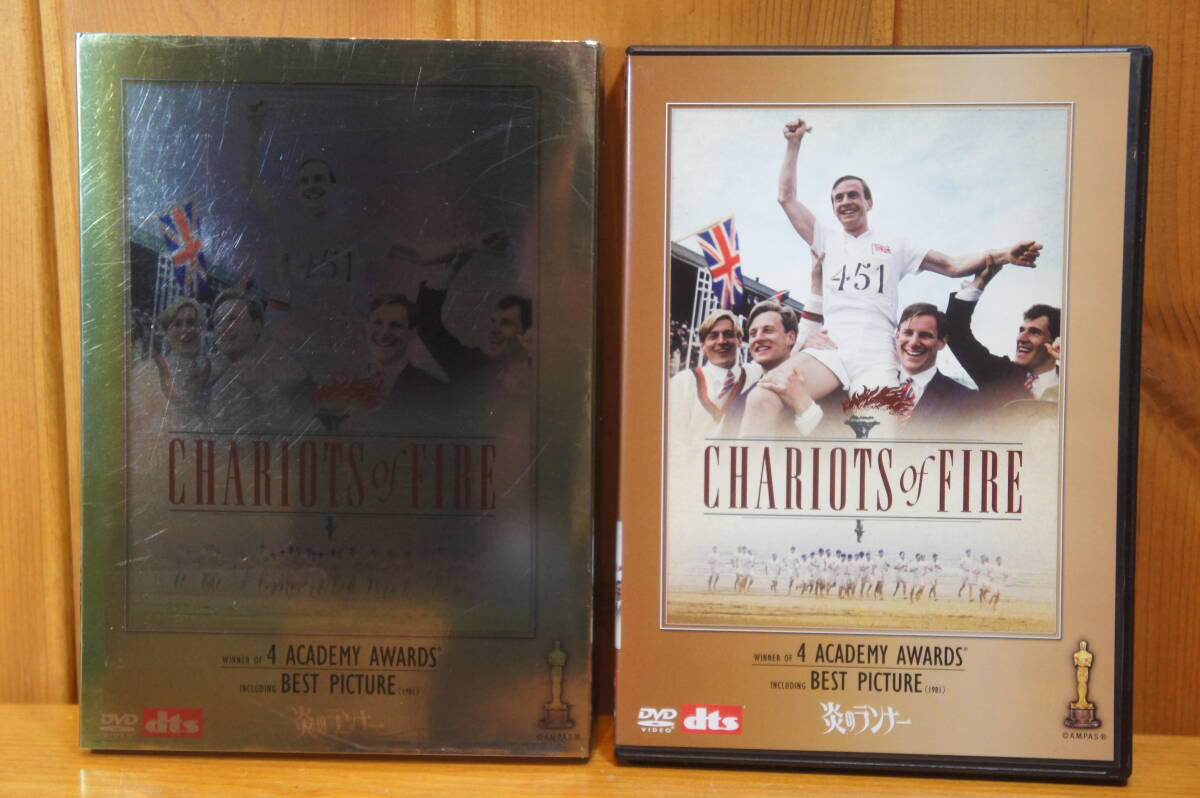 451
CHARIOTS of FIRE
WINNER OF 4 ACADEMY AWARDS®
INCLUDING BEST PICTURE (1981)
DVD dts
炎のランナー
©AMPAS®
451
CHARIOTS of FIRE
WINNER OF 4 ACADEMY AWARDS®
INCLUDING BEST PICTURE (1981)
DVD VIDEO dts
炎のランナー
©AMPAS®